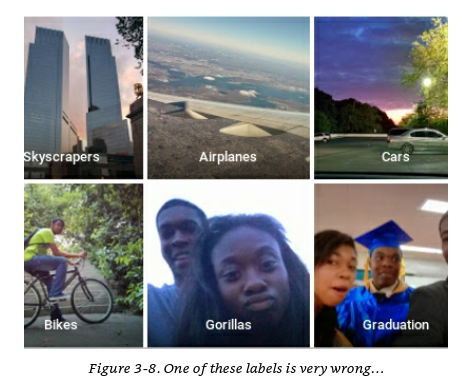 Skyscrapers
Airplanes
Cars
Bikes
Gorillas
Graduation
Figure 3-8. One of these labels is very wrong…